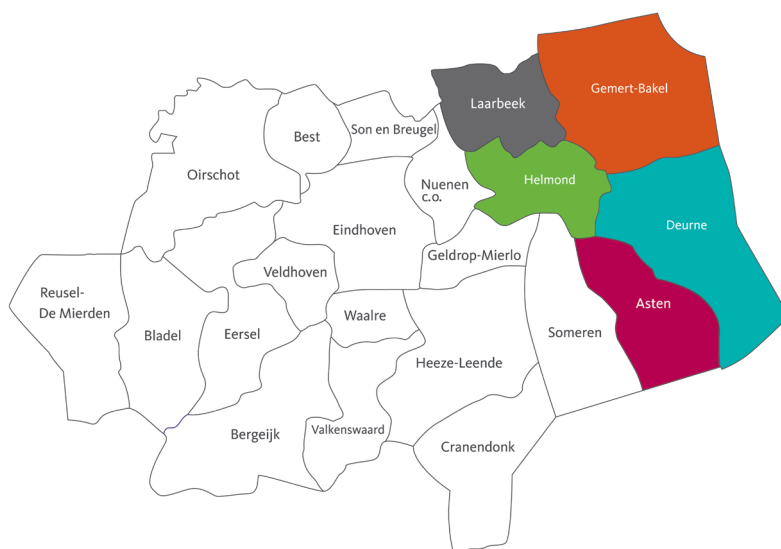 Gemert-Bakel
Laarbeek
Son en Breugel
Best
Oirschot
Helmond
Nuenen
c.o.
Deurne
Eindhoven
Geldrop-Mierlo
Veldhoven
Reusel-
De Mierden
Asten
Waalre
Bladel
Eersel
Someren
Heeze-Leende
Valkenswaard
Bergeijk
Cranendonk